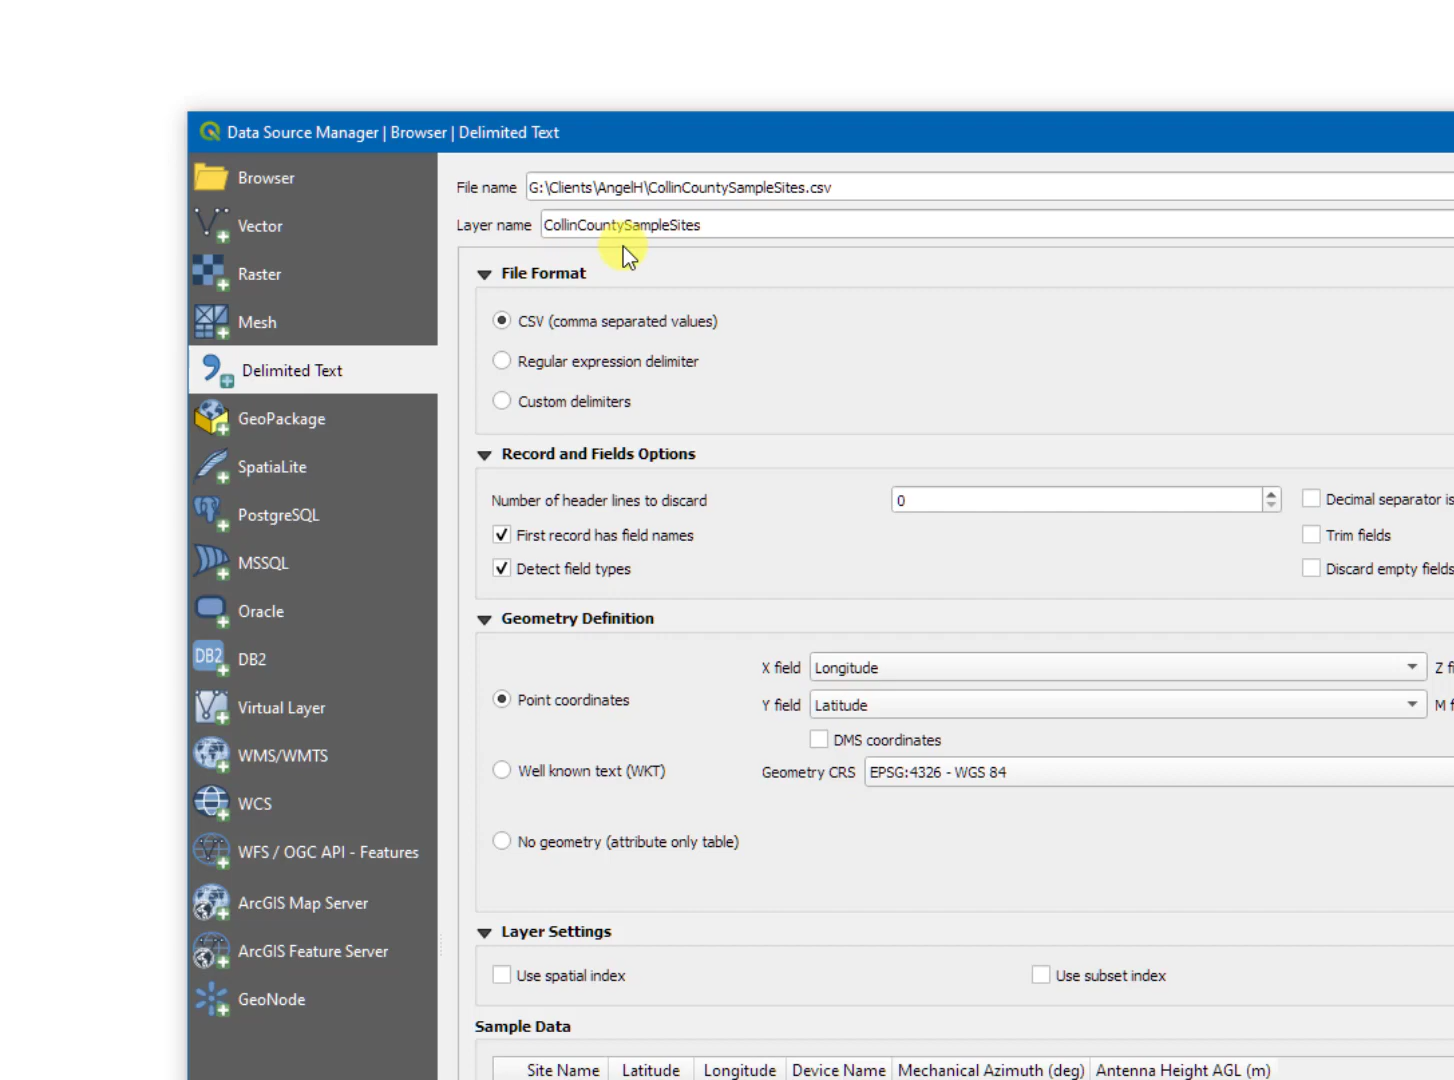 Data Source Manager | Browser | Delimited Text
Browser
Vector
Raster
Mesh
Delimited Text
GeoPackage
SpatiaLite
PostgreSQL
MSSQL
Oracle
DB2
DB2
Virtual Layer
WMS/WMTS
WCS
WFS / OGC API - Features
ArcGIS Map Server
ArcGIS Feature Server
GeoNode
File name G:\Clients\AngelH\CollinCountySampleSites.csv
Layer name CollinCountySampleSites
File Format
CSV (comma separated values)
Regular expression delimiter
Custom delimiters
Record and Fields Options
Number of header lines to discard 0 Decimal separator is
First record has field names Trim fields
Detect field types Discard empty fields
Geometry Definition
X field Longitude Z fi
Point coordinates
Y field Latitude M f
DMS coordinates
Well known text (WKT) Geometry CRS EPSG:4326 - WGS 84
No geometry (attribute only table)
Layer Settings
Use spatial index Use subset index
Sample Data
Site Name Latitude Longitude Device Name Mechanical Azimuth (deg) Antenna Height AGL (m)